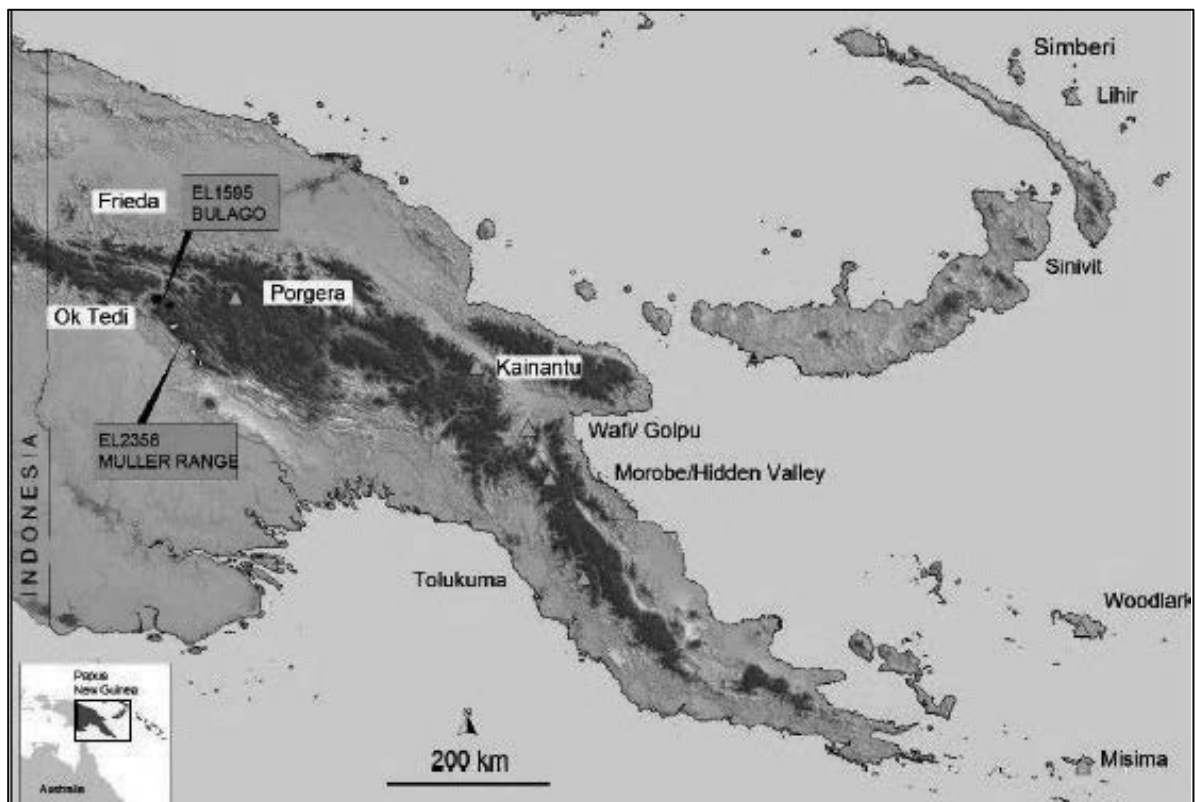 Simberi
Lihir
EL1595
BULAGO
Frieda
Sinivit
Porgera
Ok Tedi
Kainantu
Wafi/ Golpu
EL2356
MULLER RANGE
Morobe/Hidden Valley
INDONESIA
Tolukuma
Woodlark
Papua
New Guinea
N
200 km
Misima
Australia